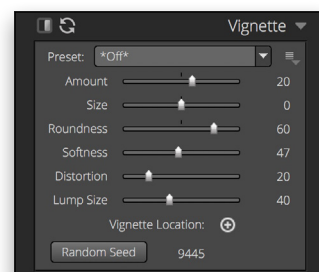 Vignette
Preset: *Off*
Amount 20
Size 0
Roundness 60
Softness 47
Distortion 20
Lump Size 40
Vignette Location:
Random Seed 9445